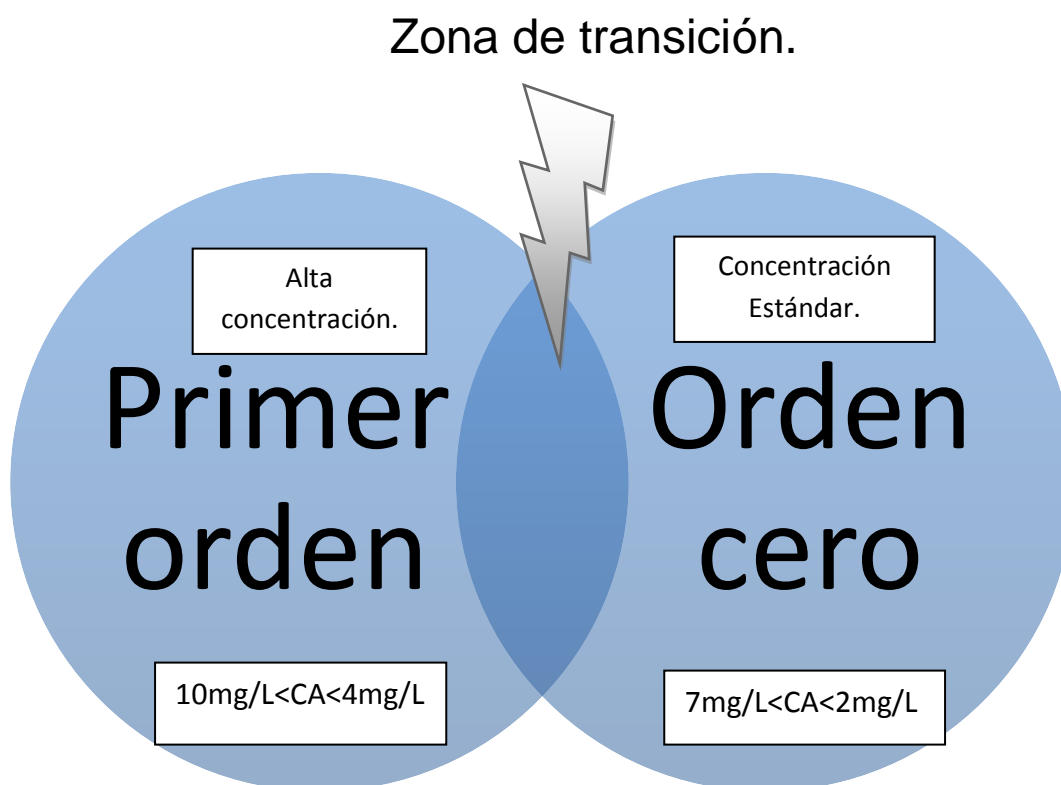 Zona de transición.
Alta
concentración.
Primer
orden
10mg/L<CA<4mg/L
Concentración
Estándar.
Orden
cero
7mg/L<CA<2mg/L